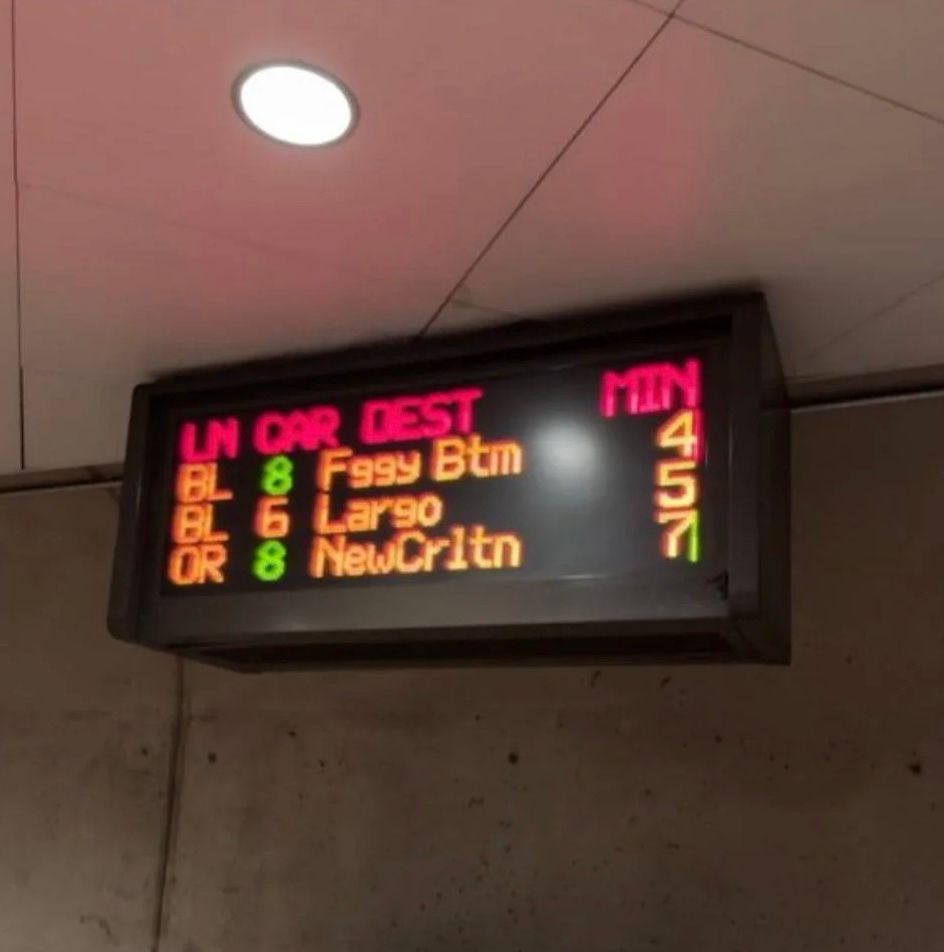 LN CAR DEST MIN
BL 8 Fggy Btm 4
BL 6 Largo 5
OR 8 NewCrltn 7